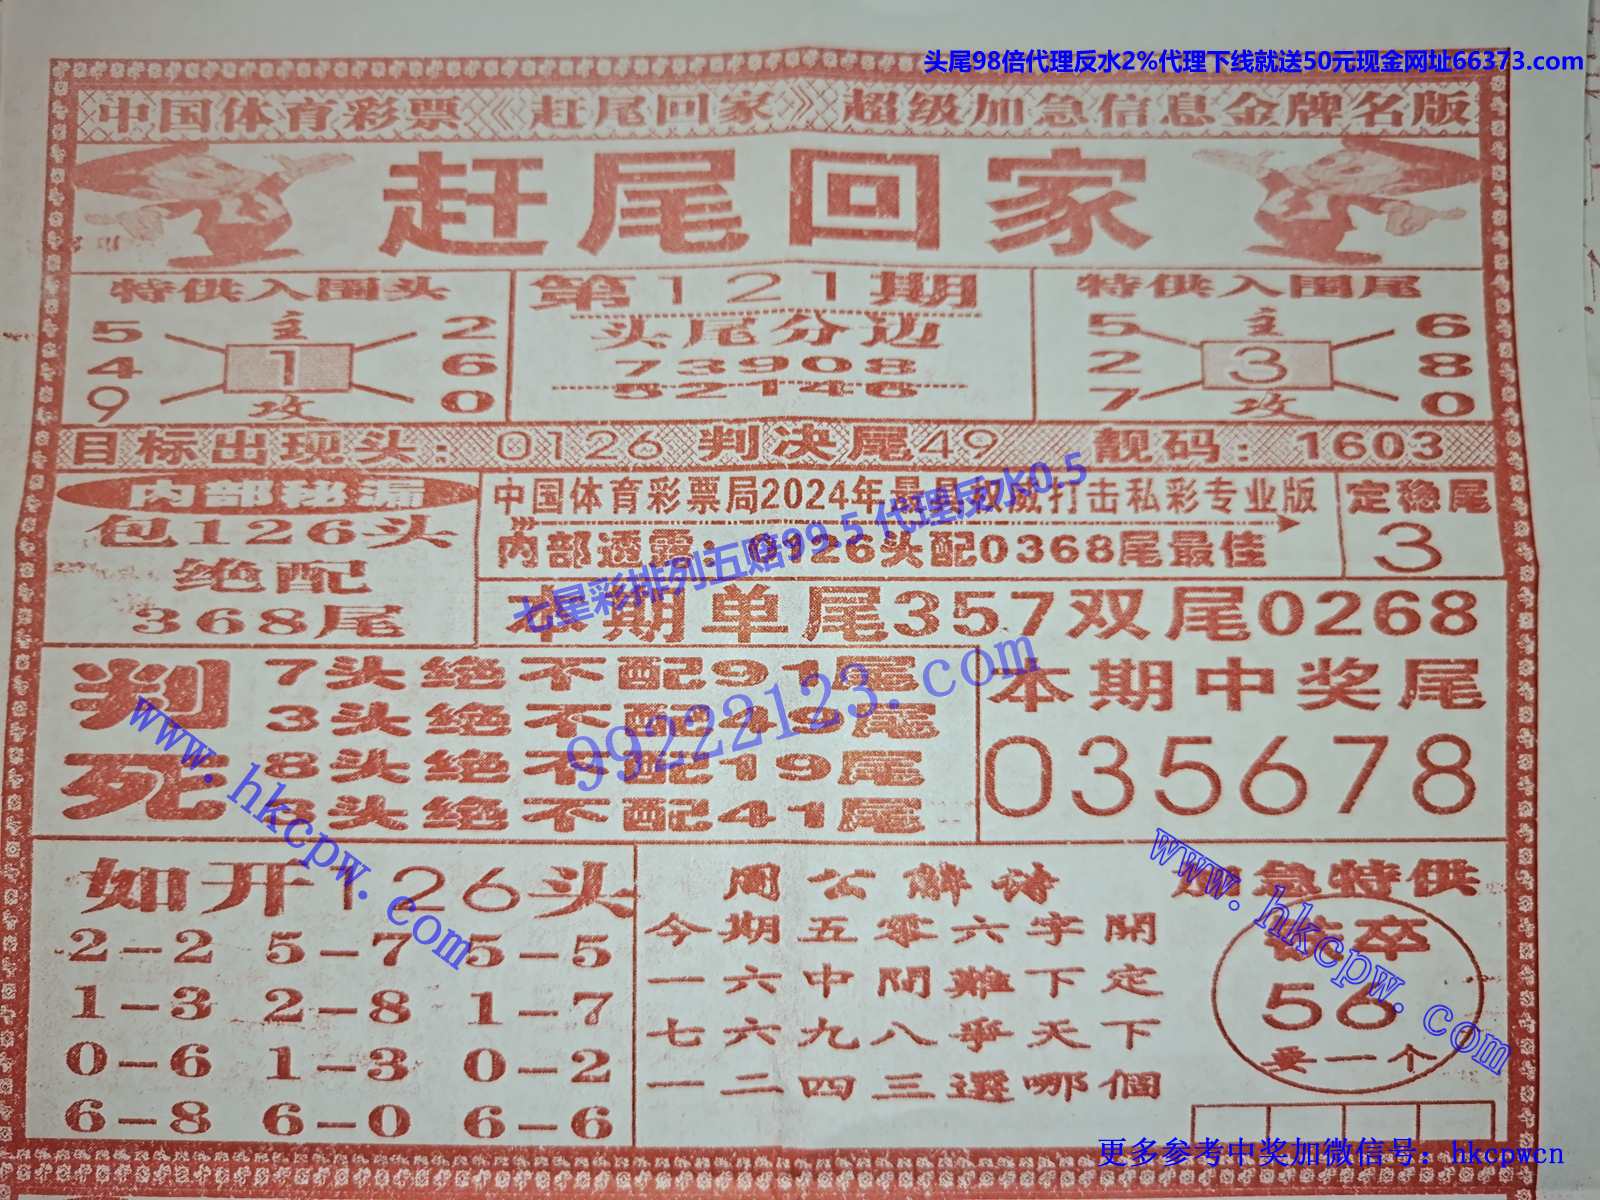 头尾98倍代理反水2%代理下线就送50元现金网址66373.com
中国体育彩票《赶尾回家》超级加急信息金牌名版
赶尾回家
特供入围头
5 主 2
4 1 6
9 攻 0
第121期
头尾分边
73908
52146
特供入围尾
5 主 6
2 3 8
7 攻 0
目标出现头：0126 判决尾49 靓码：1603
内部秘漏
包126头
绝配
368尾
中国体育彩票局2024年最具权威打击私彩专业版
内部透露：0126头配0368尾最佳
定稳尾
3
七星彩排列五赔99.5 代理反水0.5
本期单尾357双尾0268
判死
7头绝不配91尾
3头绝不配49尾
8头绝不配19尾
头绝不配41尾
99222123.com
本期中奖尾
035678
www.hkcpw.com
如开126头
2-2 5-7 5-5
1-3 2-8 1-7
0-6 1-3 0-2
6-8 6-0 6-6
周公解诗
今期五零六字開
一六中間難下定
七六九八爭天下
一二四三選哪個
急特供
卒
56
要一个
www.hkcpw.com
更多参考中奖加微信号：hkcpwcn